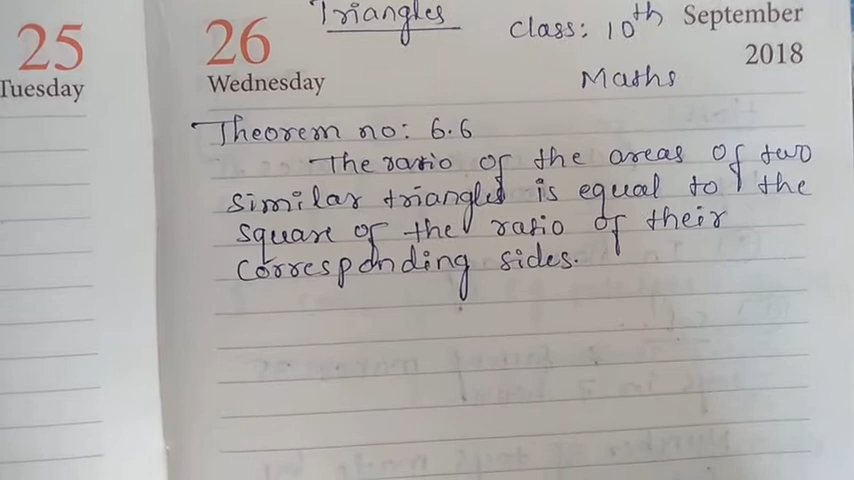 25
Tuesday
26
Wednesday
Triangles
Class: 10th
September
2018
Maths
Theorem no: 6.6
The ratio of the areas of two
similar triangles is equal to the
square of the ratio of their
corresponding sides.